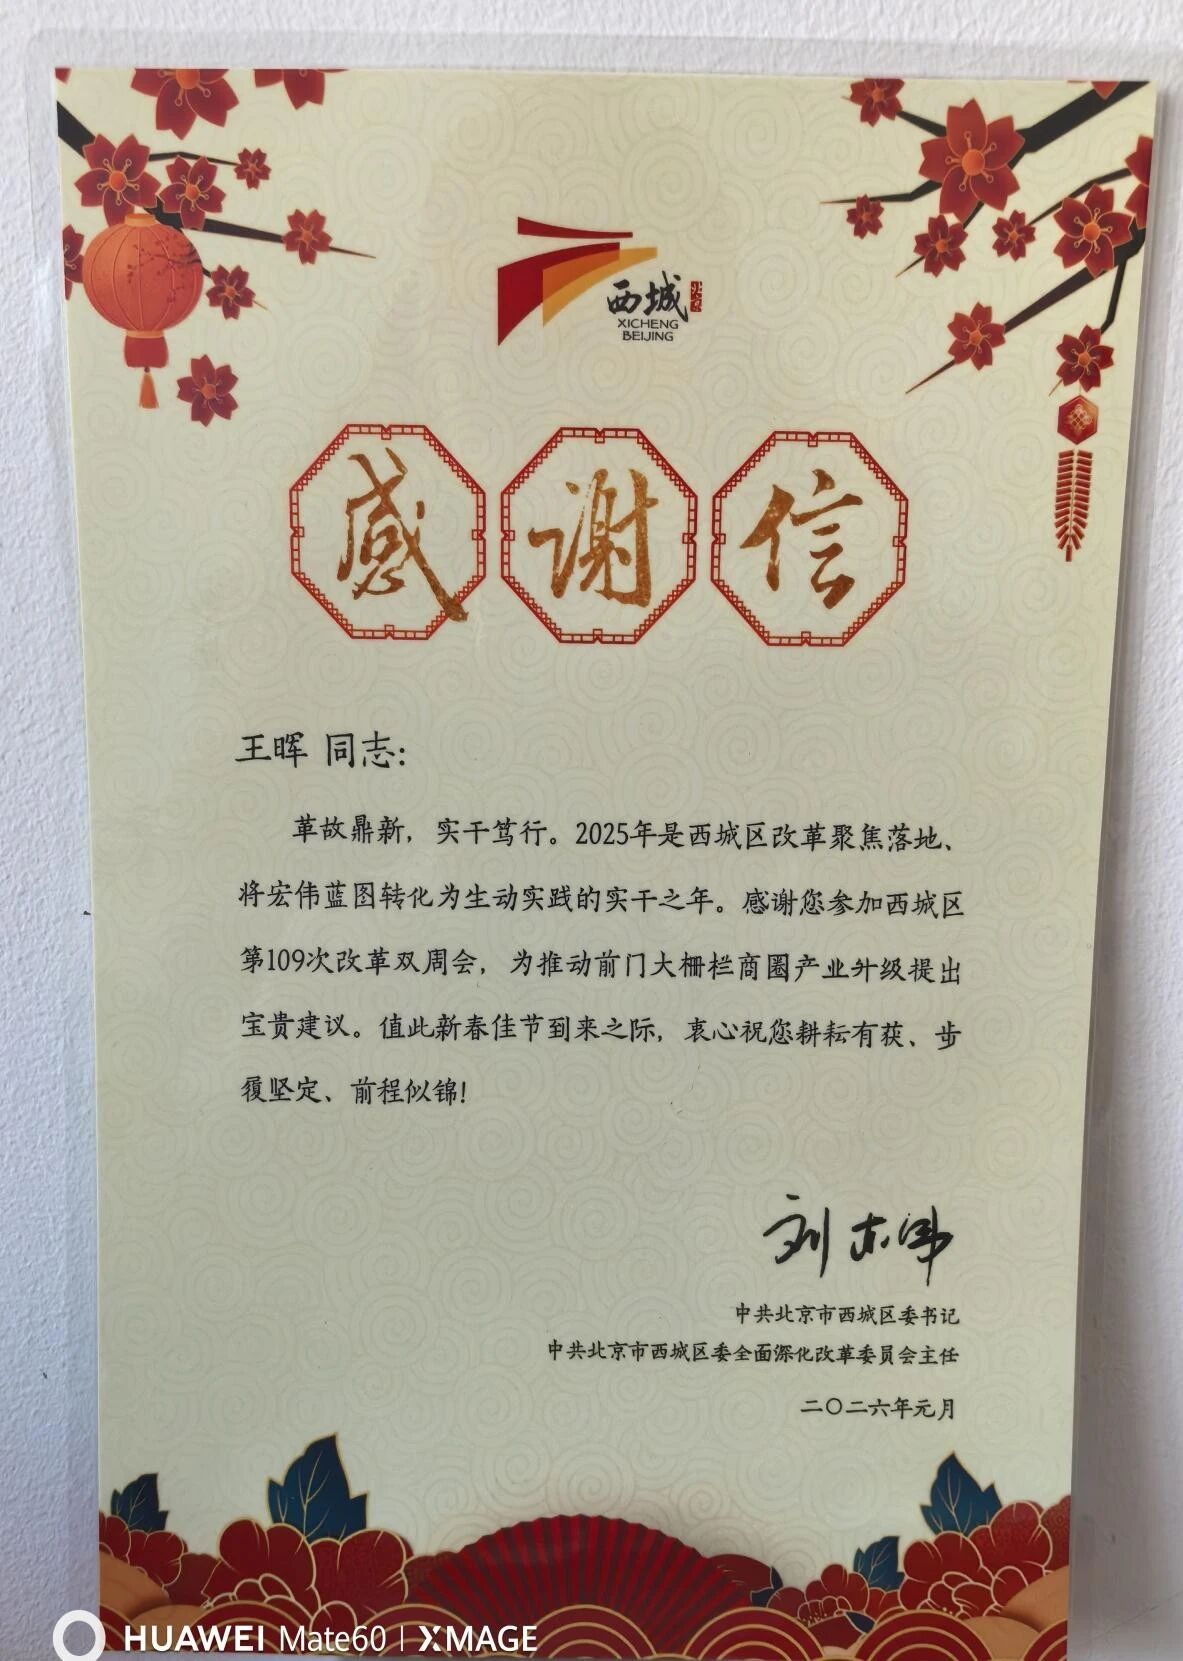 西城
北京
XICHENG
BEIJING
感谢信
王晖 同志：
革故鼎新，实干笃行。2025年是西城区改革聚焦落地、
将宏伟蓝图转化为生动实践的实干之年。感谢您参加西城区
第109次改革双周会，为推动前门大栅栏商圈产业升级提出
宝贵建议。值此新春佳节到来之际，衷心祝您耕耘有获、步
履坚定、前程似锦！
中共北京市西城区委书记
中共北京市西城区委全面深化改革委员会主任
二〇二六年元月
HUAWEI Mate60 | XMAGE